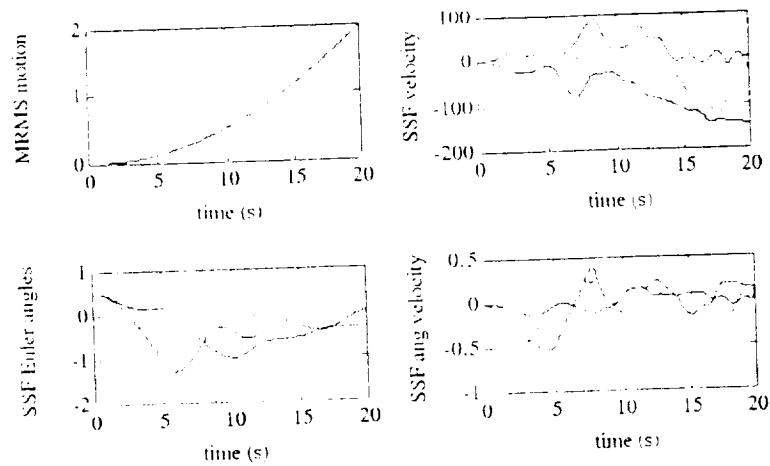 MRMS motion
2
1
0
0 5 10 15 20
time (s)
SSF velocity
100
0
-100
-200
0 5 10 15 20
time (s)
SSF Euler angles
1
0
-1
-2
0 5 10 15 20
time (s)
SSF ang velocity
0.5
0
-0.5
-1
0 5 10 15 20
time (s)